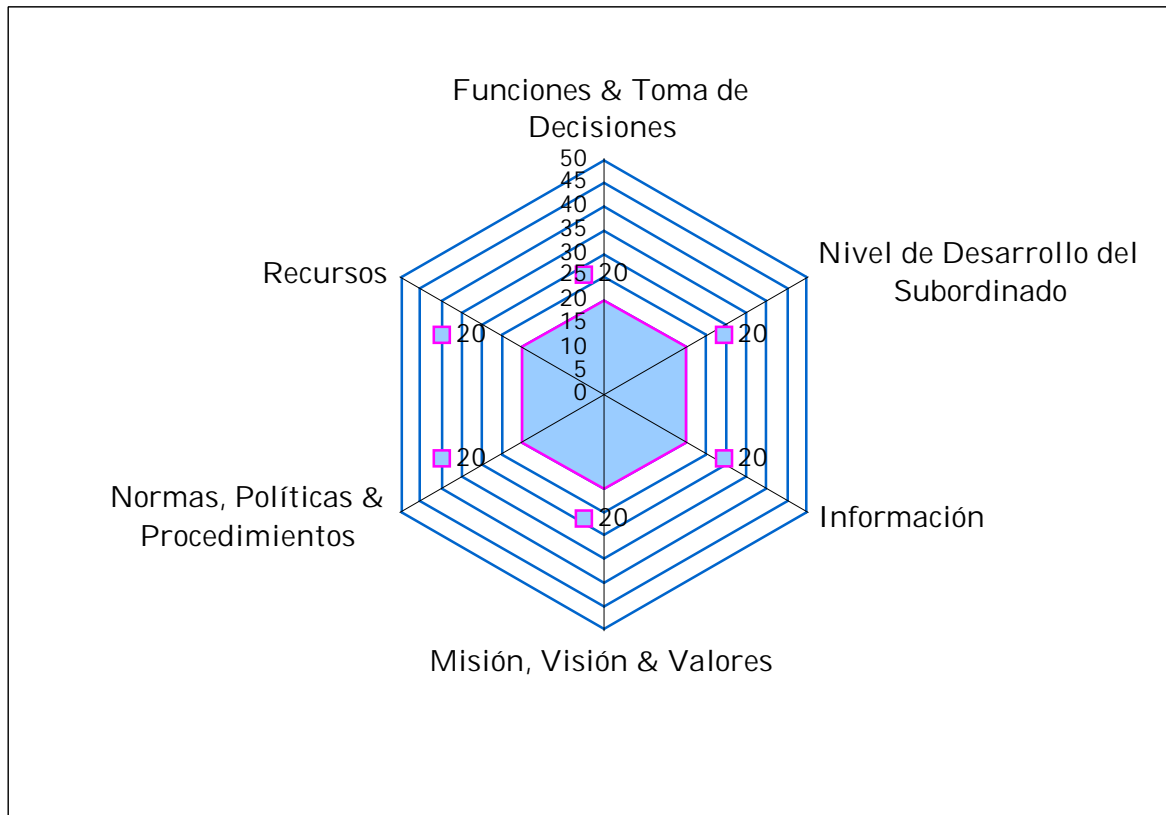 Funciones & Toma de
Decisiones
50
45
40
35
30
25
20
15
10
5
0
20
Nivel de Desarrollo del
Subordinado
20
20
Información
20
Misión, Visión & Valores
20
Normas, Políticas &
Procedimientos
20
Recursos